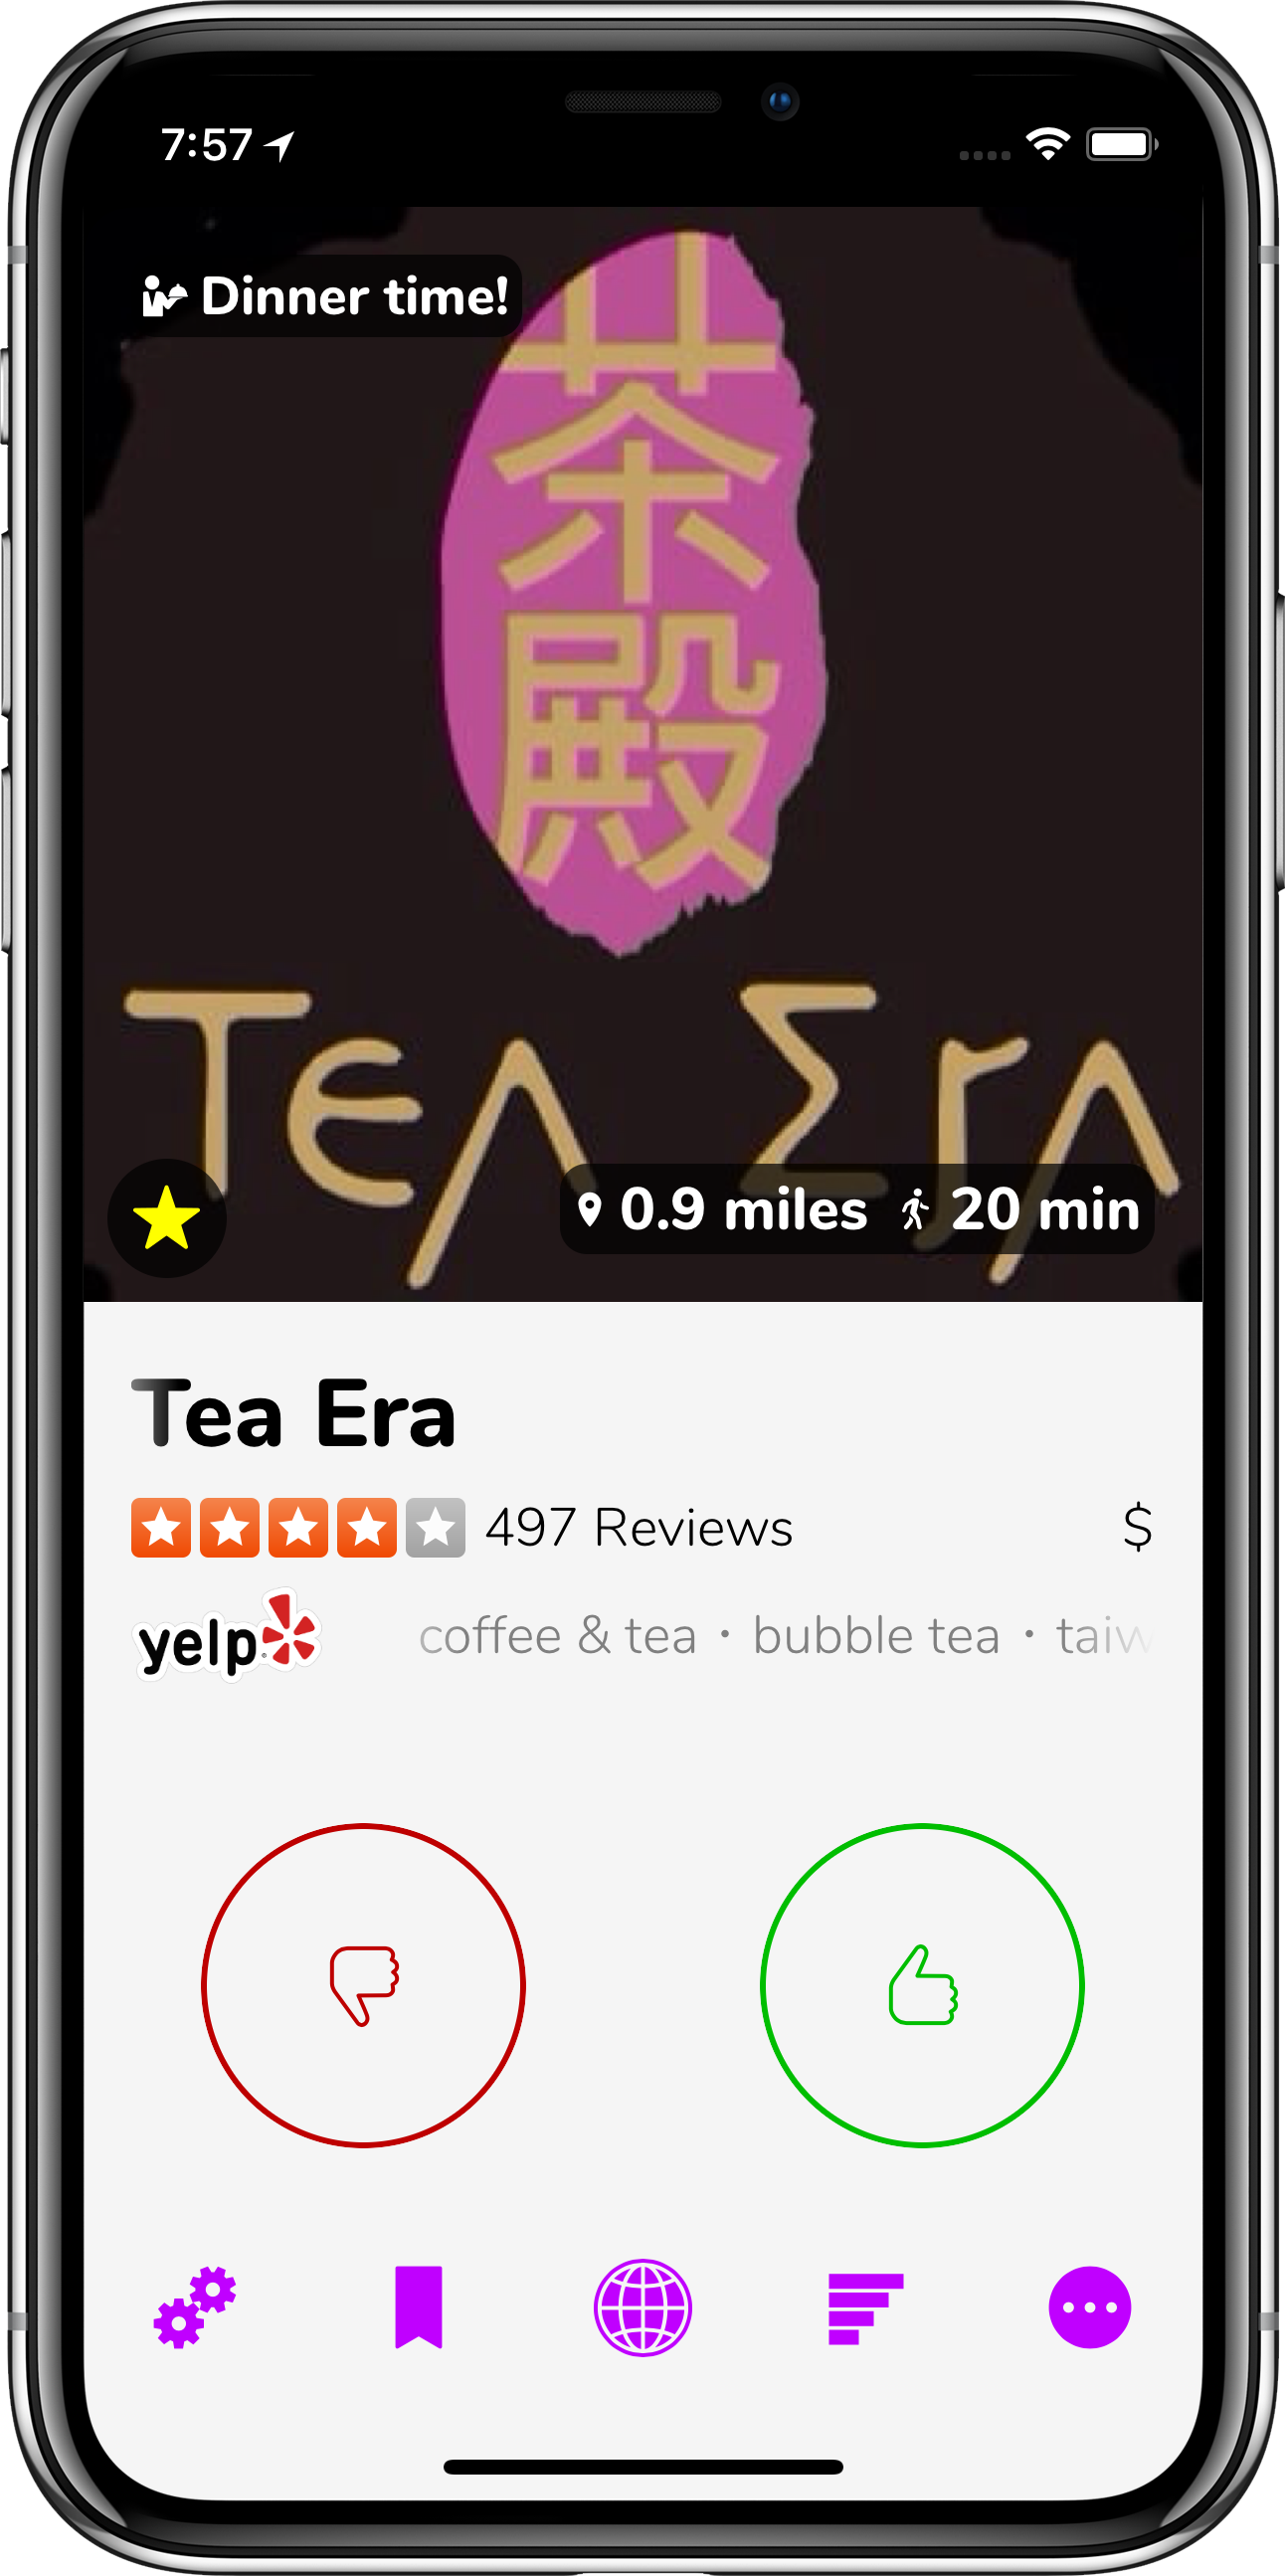 7:57
Dinner time!
茶
殿
Tea Era
0.9 miles 20 min
Tea Era
497 Reviews $
yelp coffee & tea · bubble tea · taiw